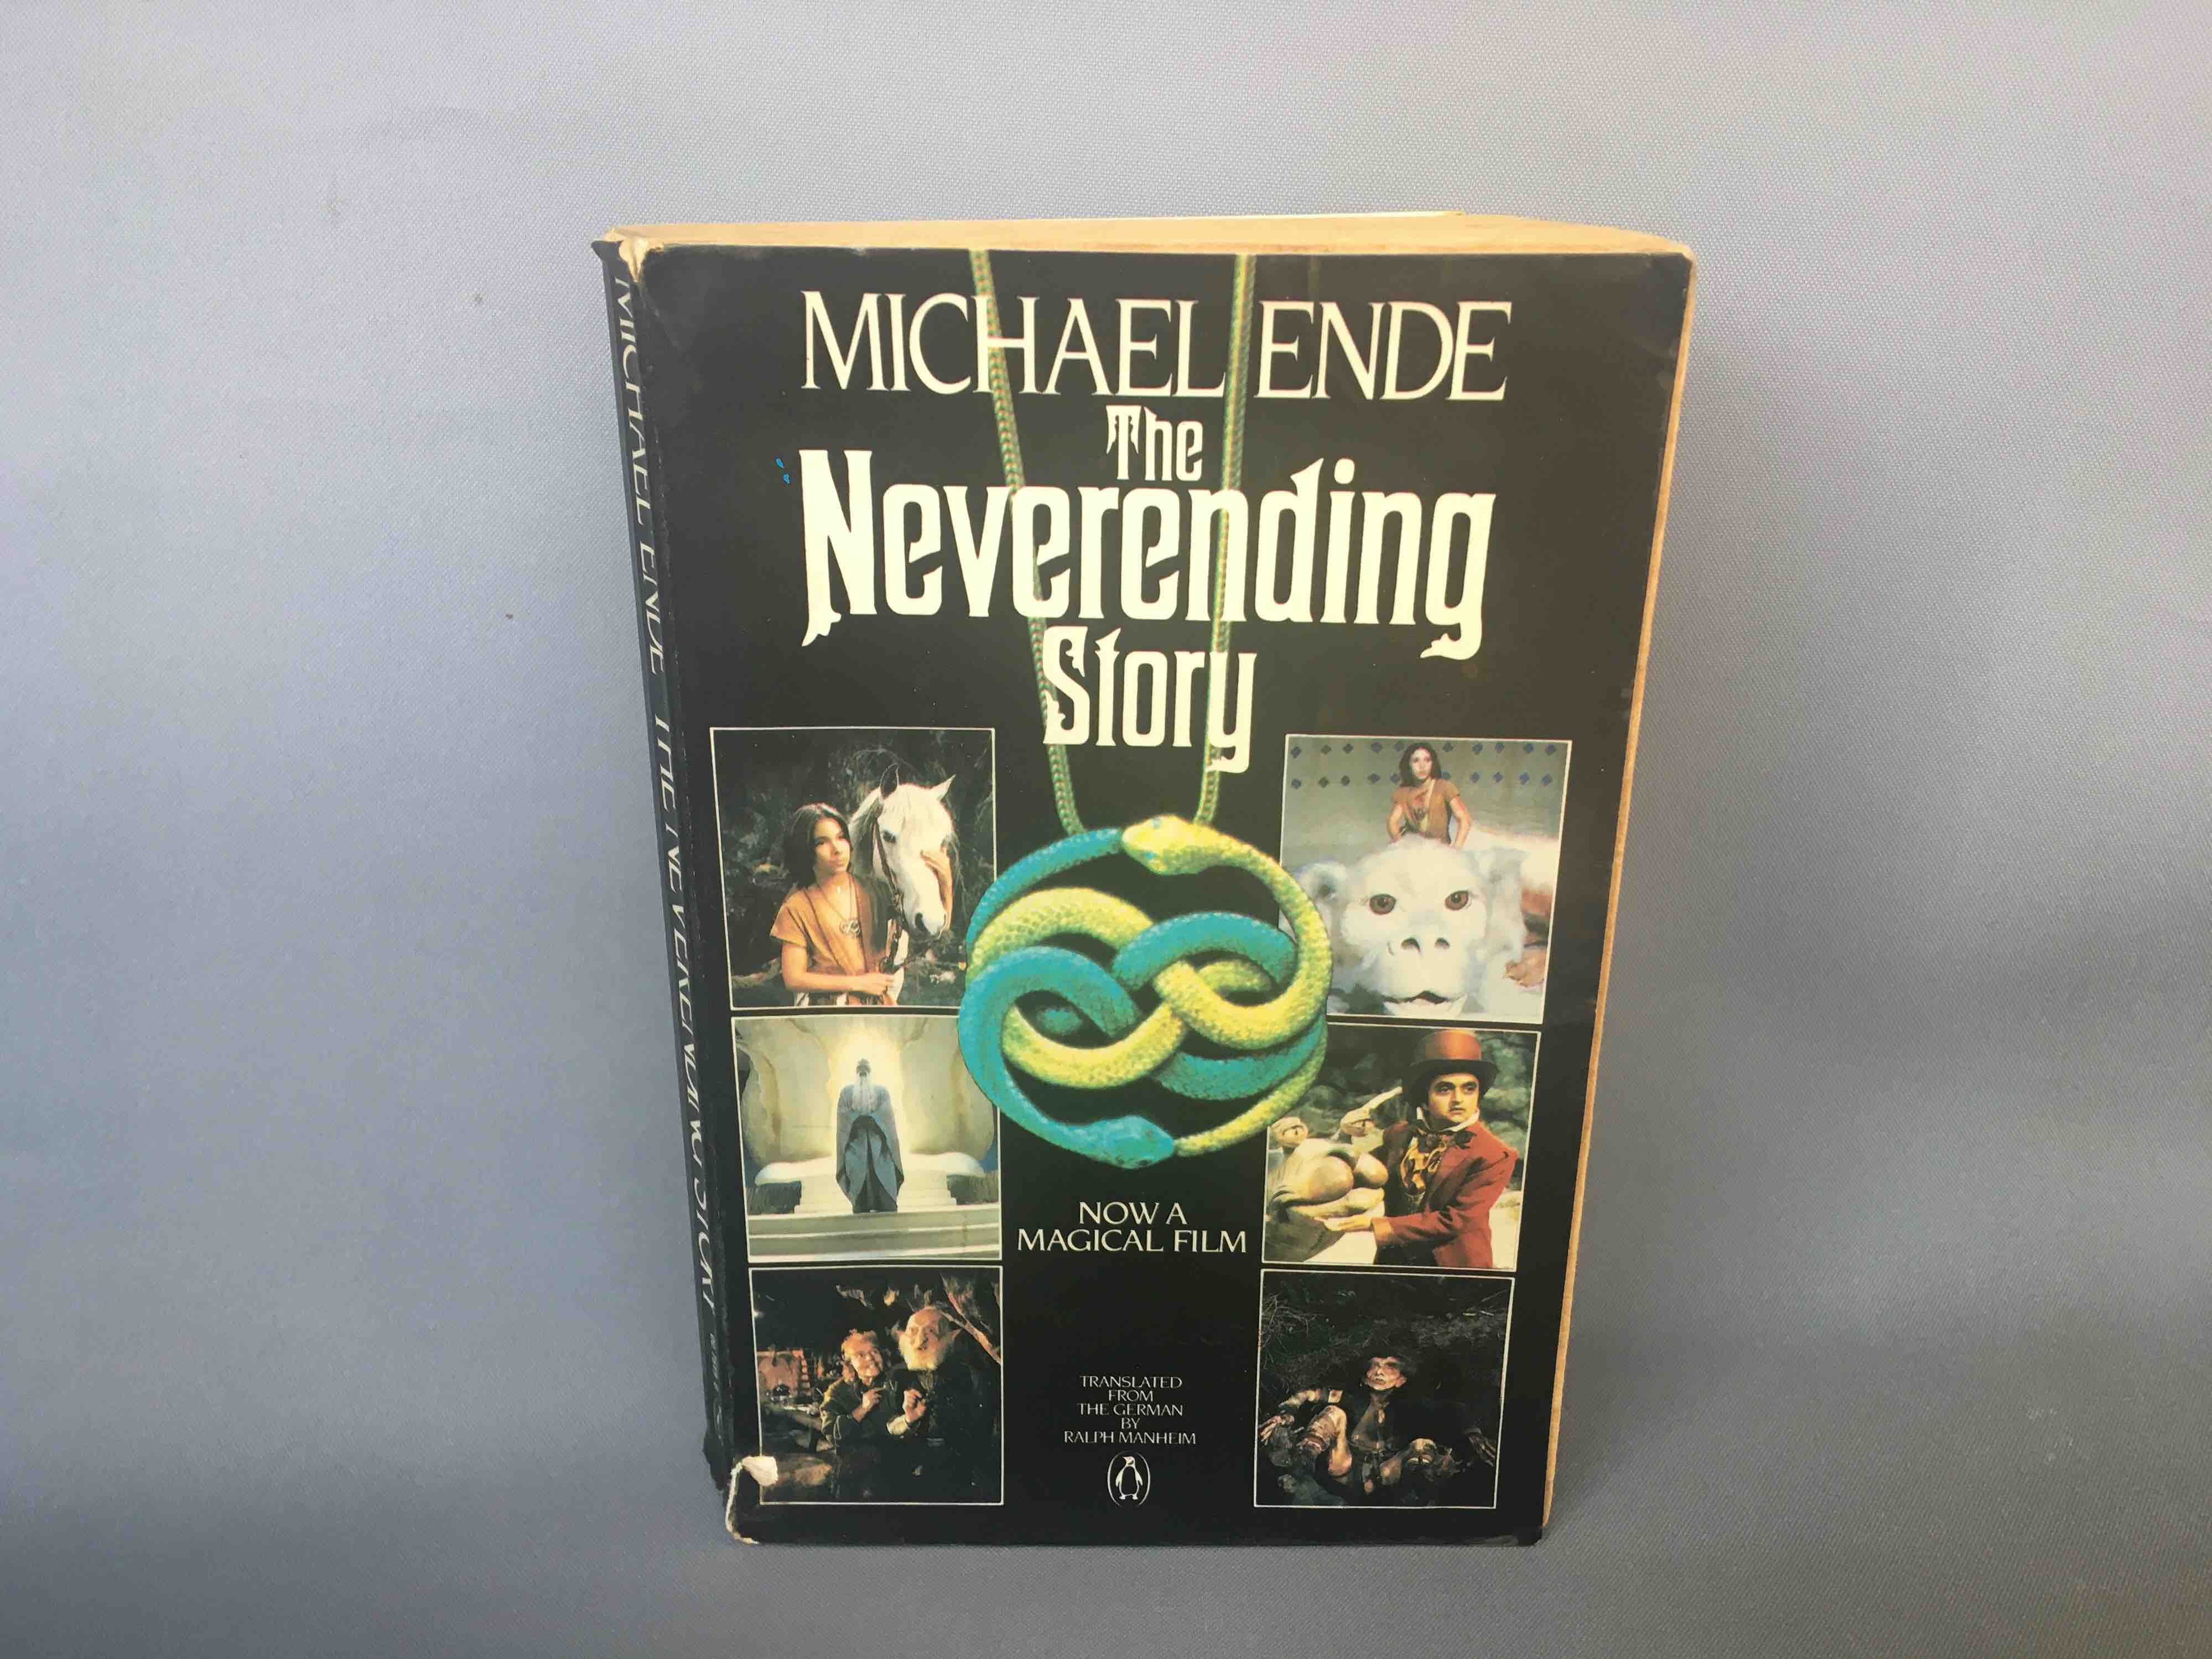 MICHAEL ENDE
The
Neverending
Story
NOW A
MAGICAL FILM
TRANSLATED
FROM
THE GERMAN
BY
RALPH MANHEIM
MICHAEL ENDE THE NEVERENDING STORY